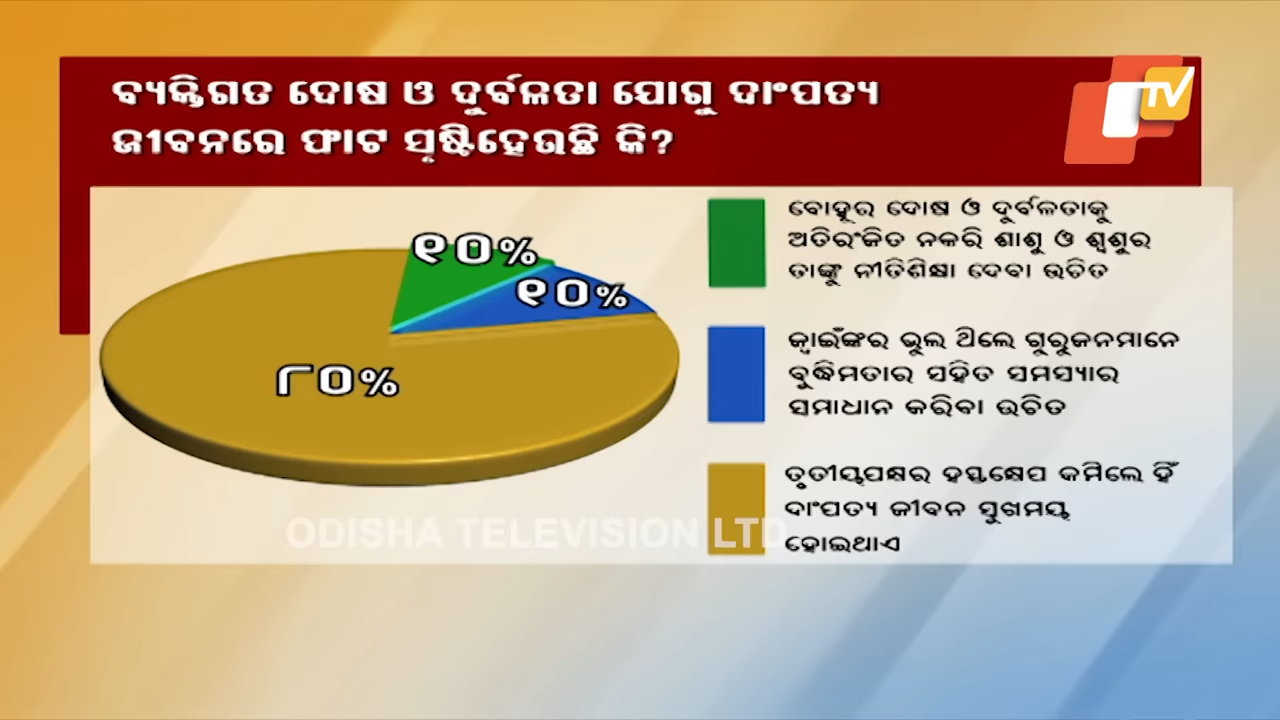 ବ୍ୟକ୍ତିଗତ ଦୋଷ ଓ ଦୁର୍ବଳତା ଯୋଗୁ ଦାଂପତ୍ୟ
ଜୀବନରେ ଫାଟ ସୃଷ୍ଟିହେଉଛି କି?
TV
୧୦%
୧୦%
୮୦%
ବୋହୂର ଦୋଷ ଓ ଦୁର୍ବଳତାକୁ
ଅତିରଂଜିତ ନକରି ଶାଶୁ ଓ ଶ୍ୱଶୁର
ତାଙ୍କୁ ନୀତିଶିକ୍ଷା ଦେବା ଉଚିତ
ଜ୍ୱାଇଁଙ୍କର ଭୁଲ ଥିଲେ ଗୁରୁଜନମାନେ
ବୁଦ୍ଧିମତାର ସହିତ ସମସ୍ୟାର
ସମାଧାନ କରିବା ଉଚିତ
ତୃତୀୟପକ୍ଷର ହସ୍ତକ୍ଷେପ କମିଲେ ହିଁ
ଦାଂପତ୍ୟ ଜୀବନ ସୁଖମୟ
ହୋଇଥାଏ
ODISHA TELEVISION LTD